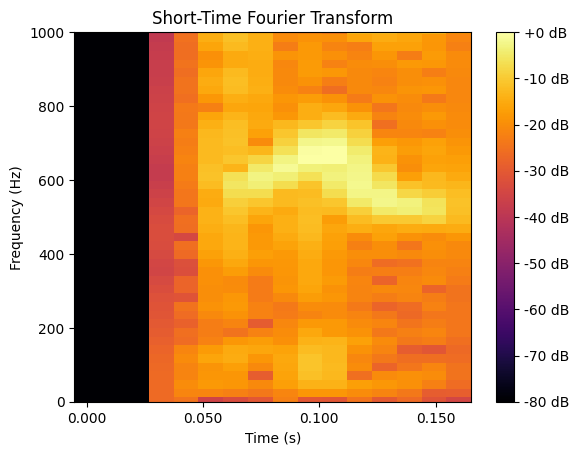 Short-Time Fourier Transform
1000
800
600
400
200
0
Frequency (Hz)
0.000
0.050
0.100
0.150
Time (s)
+0 dB
-10 dB
-20 dB
-30 dB
-40 dB
-50 dB
-60 dB
-70 dB
-80 dB